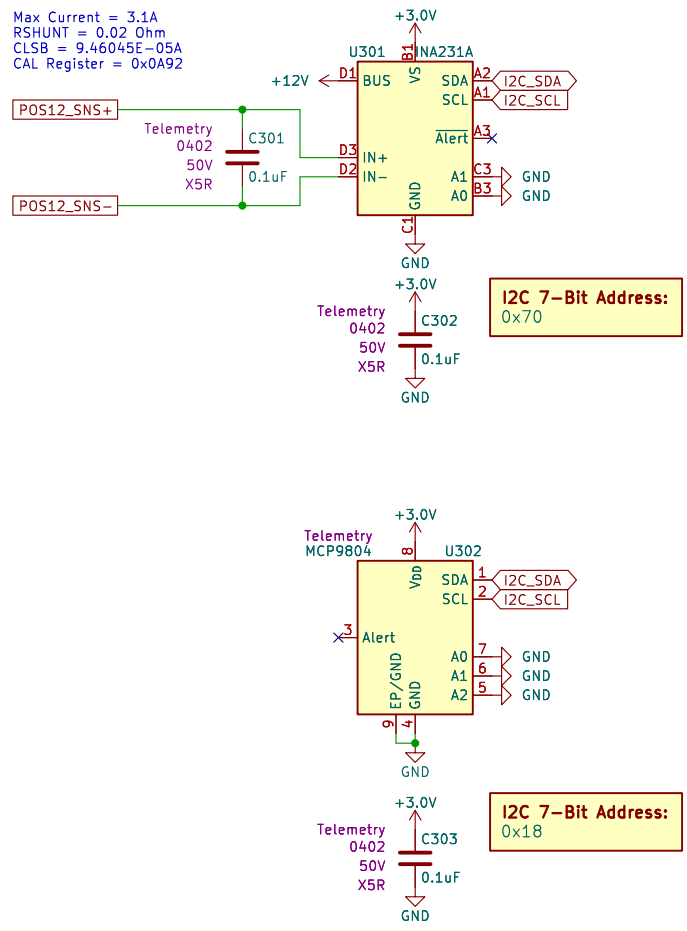 Max Current = 3.1A
RSHUNT = 0.02 Ohm
CLSB = 9.46045E-05A
CAL Register = 0x0A92
+3.0V
U301
INA231A
B1
VS
+12V
D1
BUS
SDA
A2
I2C_SDA
SCL
A1
I2C_SCL
POS12_SNS+
Telemetry
0402
50V
X5R
C301
0.1uF
Alert
A3
D3
IN+
D2
IN-
A1
C3
GND
A0
B3
GND
POS12_SNS-
GND
C1
GND
+3.0V
Telemetry
0402
50V
X5R
C302
0.1uF
GND
I2C 7-Bit Address:
0x70
+3.0V
Telemetry
MCP9804
U302
8
VDD
SDA
1
I2C_SDA
SCL
2
I2C_SCL
3
Alert
A0
7
GND
A1
6
GND
A2
5
GND
EP/GND
GND
9
4
GND
+3.0V
Telemetry
0402
50V
X5R
C303
0.1uF
GND
I2C 7-Bit Address:
0x18